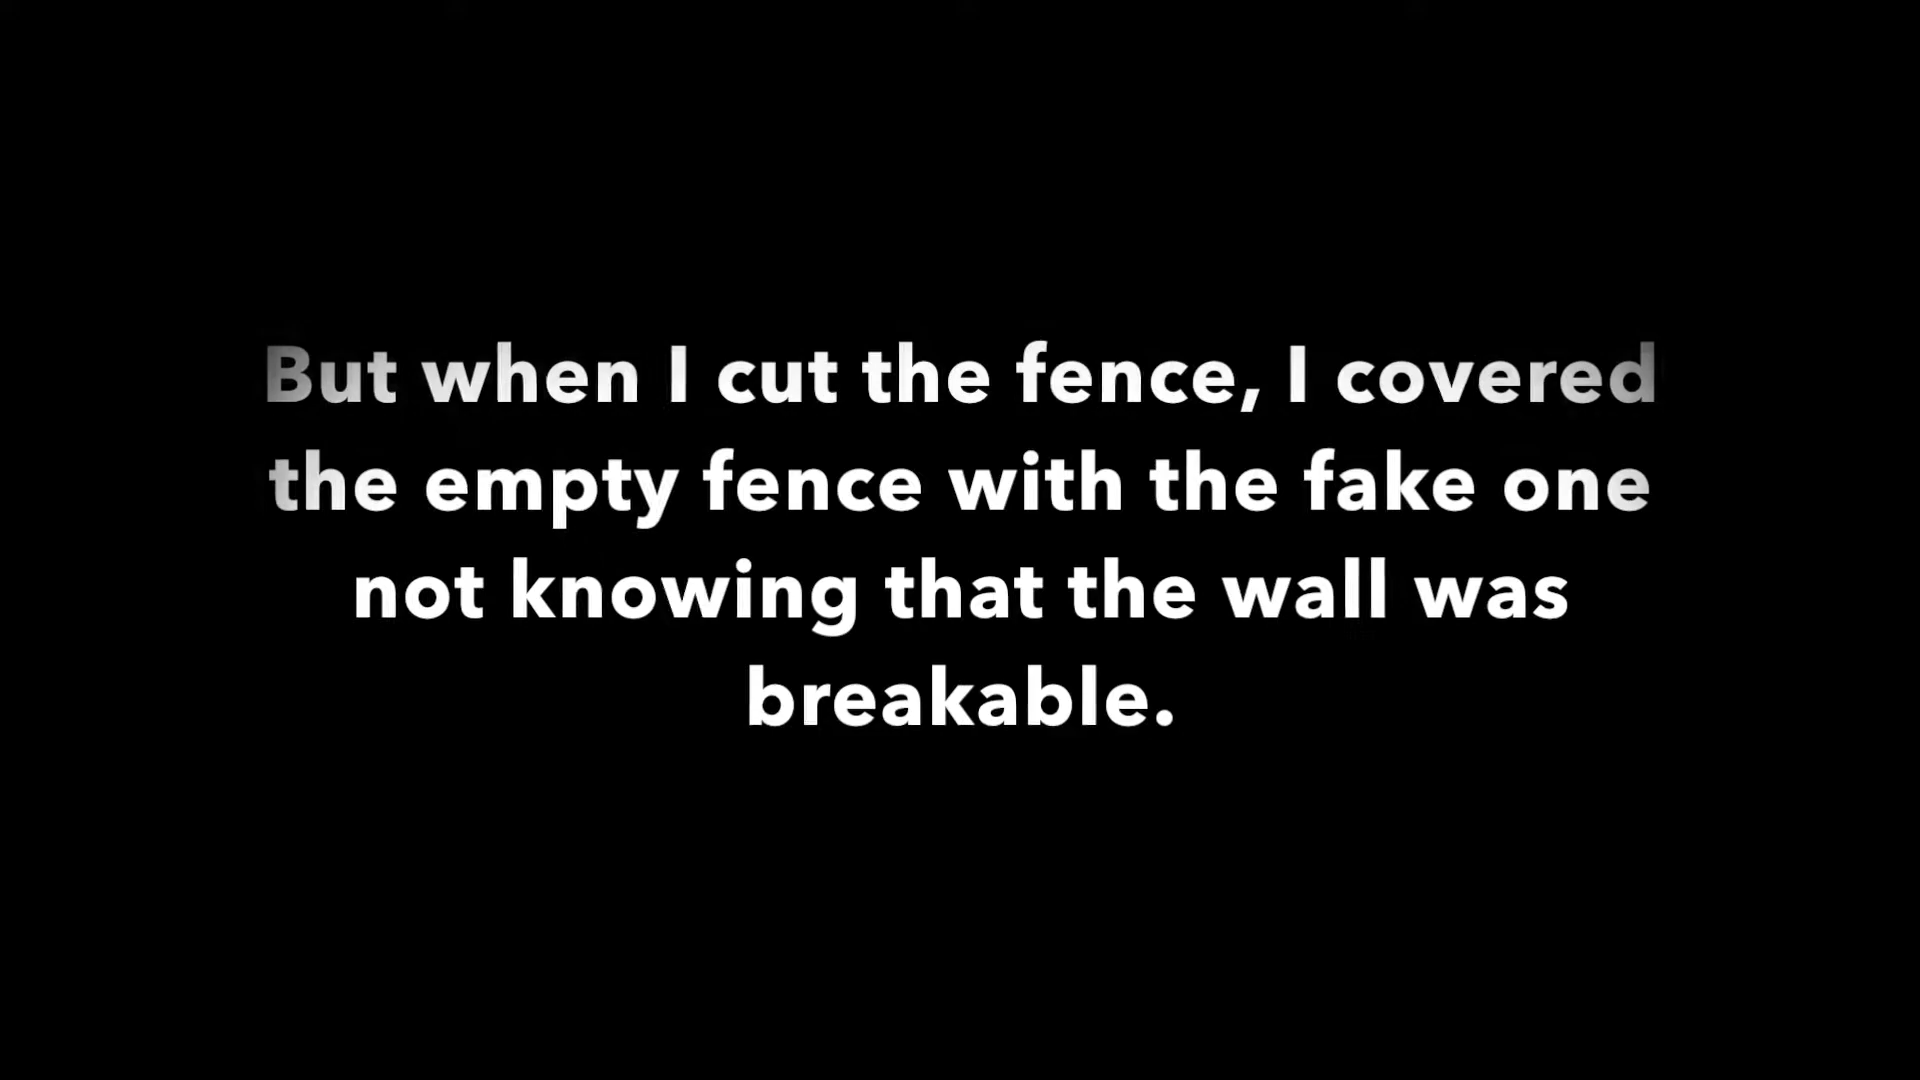 But when I cut the fence, I covered
the empty fence with the fake one
not knowing that the wall was
breakable.